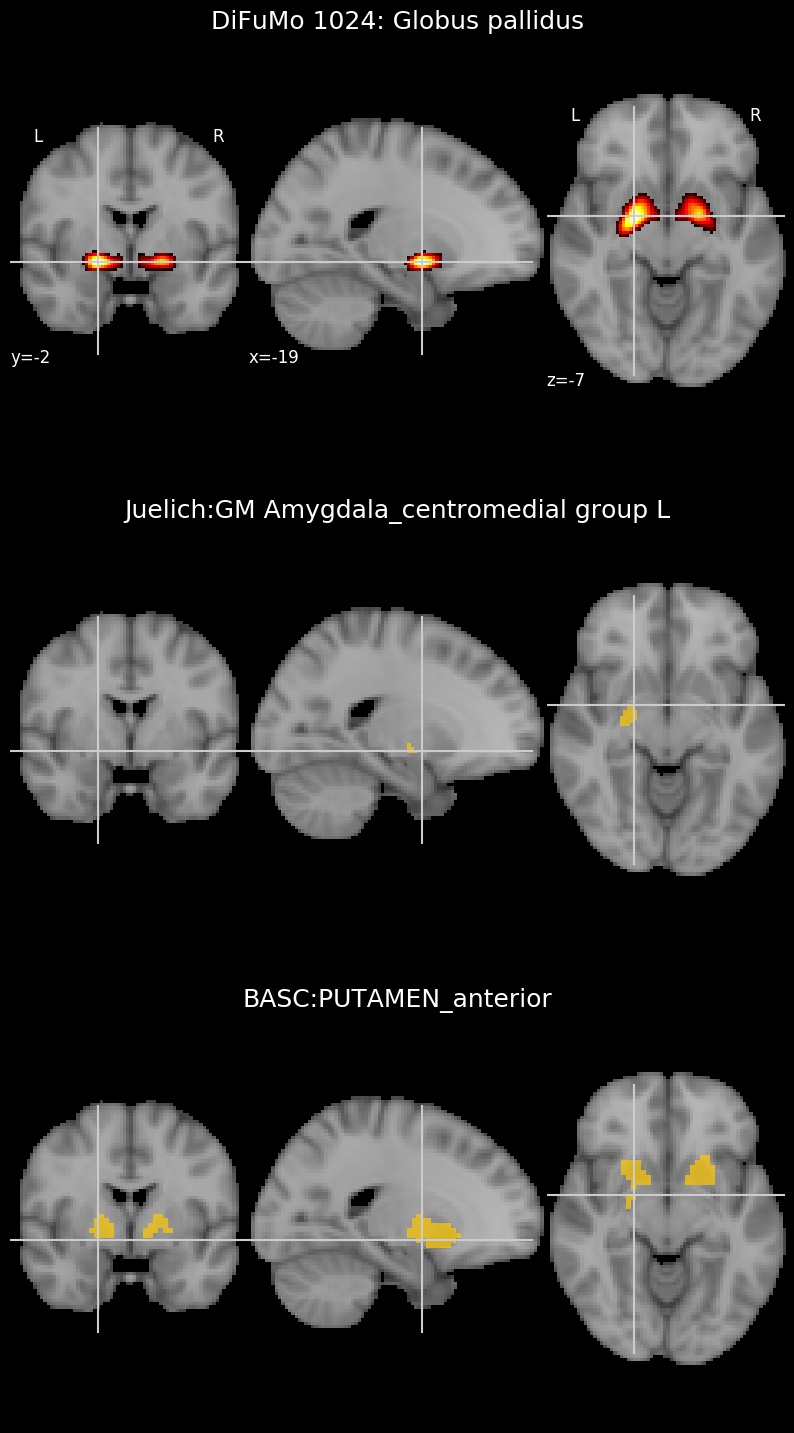 DiFuMo 1024: Globus pallidus
L
R
L
R
y=-2
x=-19
z=-7
Juelich:GM Amygdala_centromedial group L
BASC:PUTAMEN_anterior